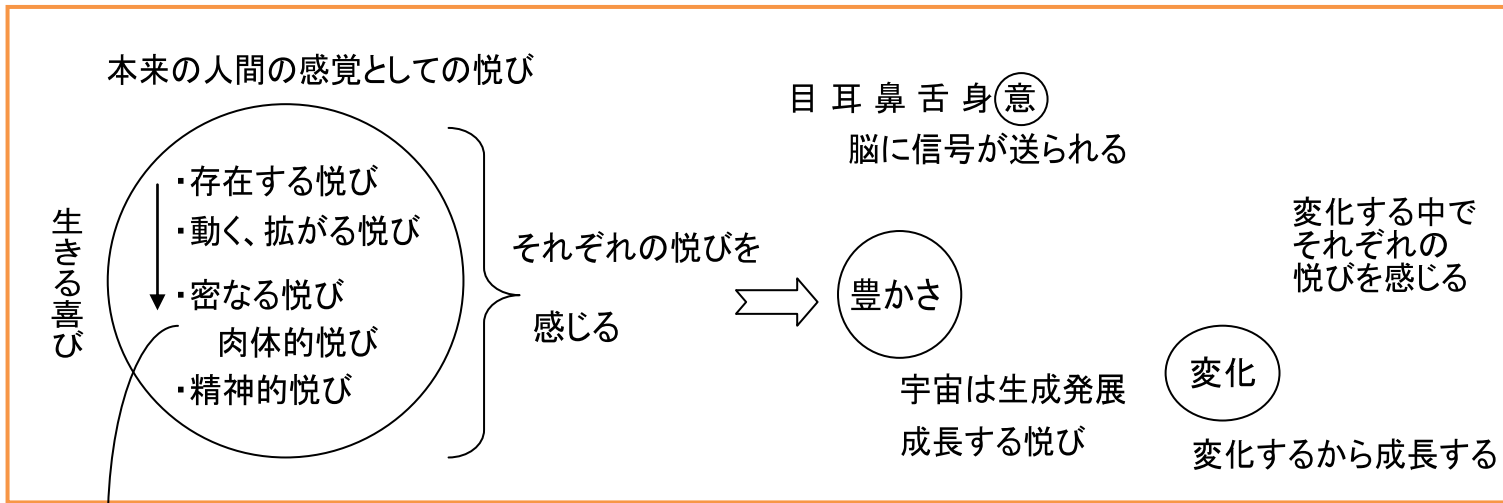 本来の人間の感覚としての悦び
生きる喜び
・存在する悦び
・動く、拡がる悦び
・密なる悦び
肉体的悦び
・精神的悦び
それぞれの悦びを
感じる
目 耳 鼻 舌 身 意
脳に信号が送られる
豊かさ
宇宙は生成発展
成長する悦び
変化する中で
それぞれの
悦びを感じる
変化
変化するから成長する